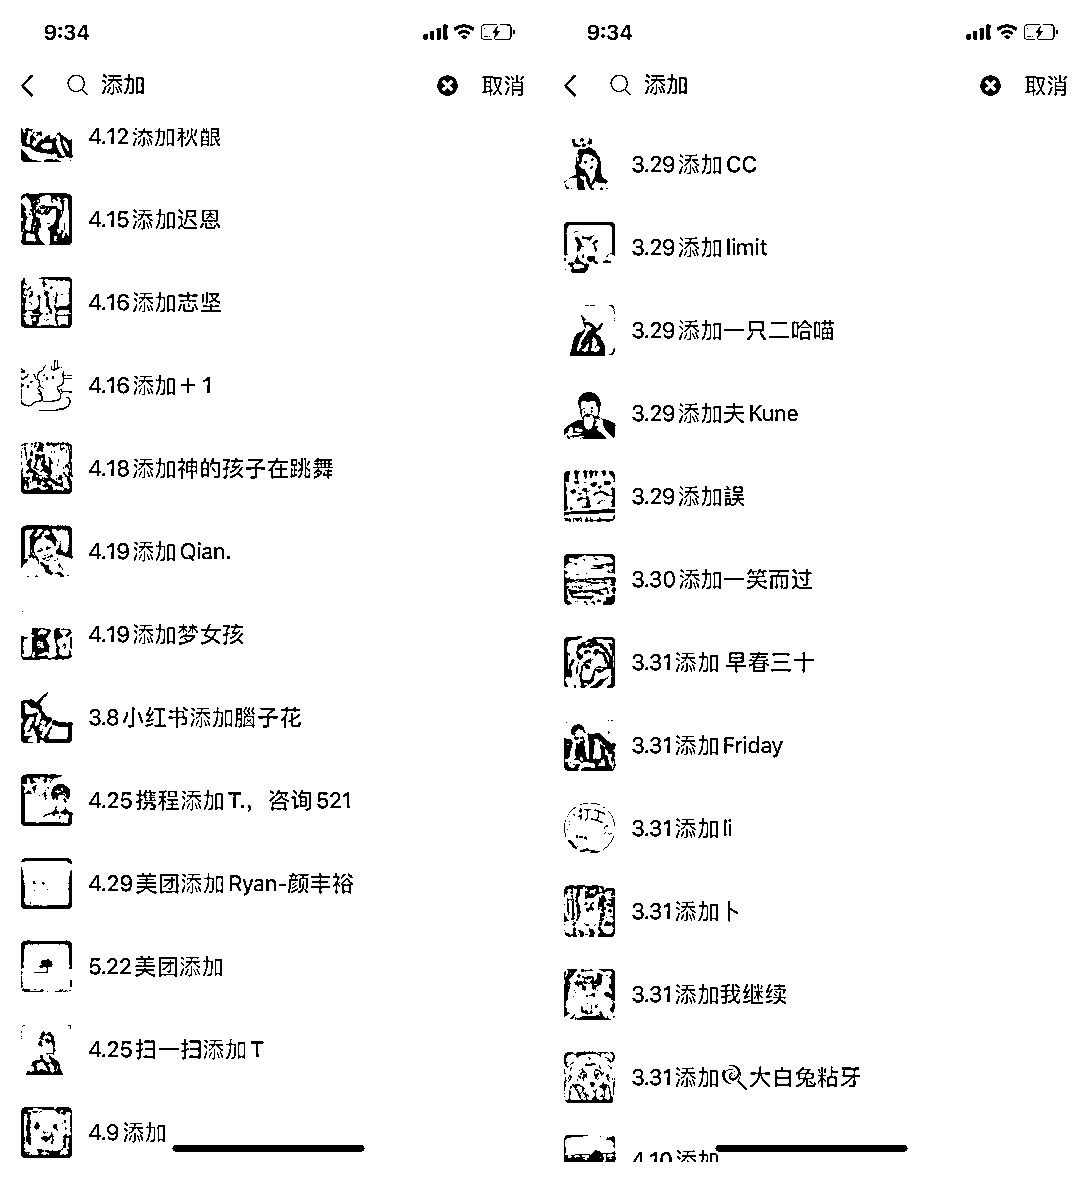 9:34
添加
取消
4.12添加秋龈
4.15添加迟恩
4.16添加志坚
4.16添加+1
4.18添加神的孩子在跳舞
4.19添加Qian.
4.19添加梦女孩
3.8小红书添加腦子花
4.25携程添加T.，咨询521
4.29美团添加Ryan-颜丰裕
5.22美团添加
4.25扫一扫添加T
4.9添加
9:34
添加
取消
3.29添加CC
3.29添加limit
3.29添加一只二哈喵
3.29添加夫Kune
3.29添加誤
3.30添加一笑而过
3.31添加 早春三十
3.31添加Friday
3.31添加li
3.31添加卜
3.31添加我继续
3.31添加🍭大白兔粘牙
4.10添加